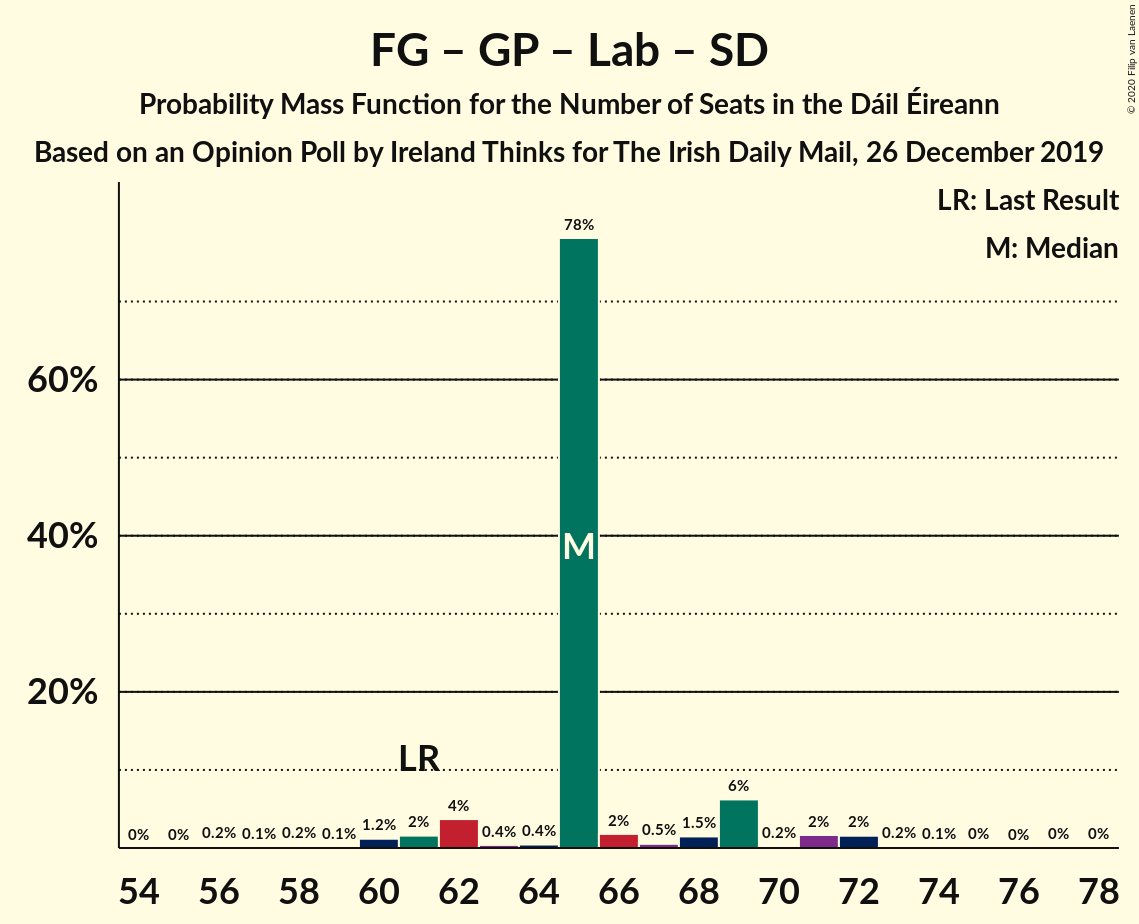 FG – GP – Lab – SD
Probability Mass Function for the Number of Seats in the Dáil Éireann
Based on an Opinion Poll by Ireland Thinks for The Irish Daily Mail, 26 December 2019
© 2020 Filip van Laenen
LR: Last Result
M: Median
60%
40%
20%
0% 0% 0.2% 0.1% 0.2% 0.1% 1.2% 2% 4% 0.4% 0.4% 78% 2% 0.5% 1.5% 6% 0.2% 2% 2% 0.2% 0.1% 0% 0% 0% 0%
LR
M
54 56 58 60 62 64 66 68 70 72 74 76 78